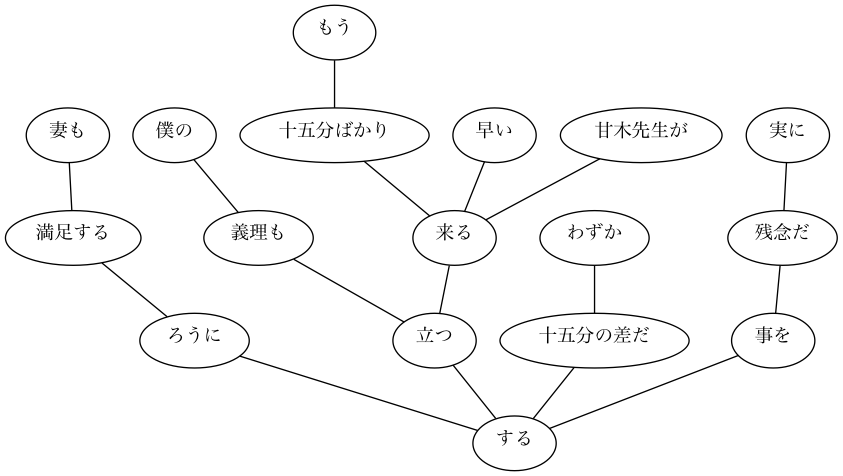 もう
妻も
僕の
十五分ばかり
早い
甘木先生が
実に
満足する
義理も
来る
わずか
残念だ
ろうに
立つ
十五分の差だ
事を
する